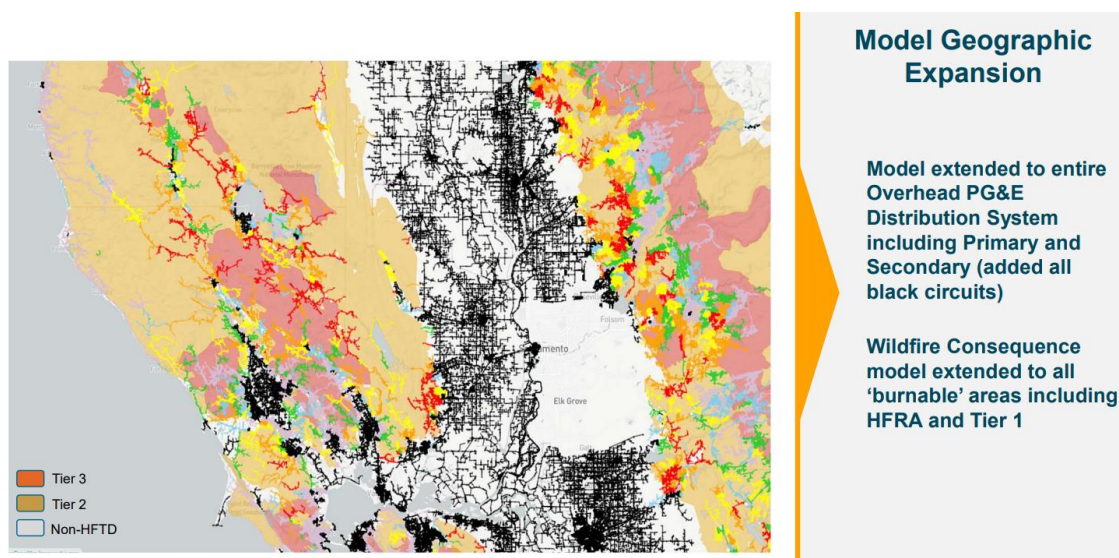 Model Geographic
Expansion
Model extended to entire
Overhead PG&E
Distribution System
including Primary and
Secondary (added all
black circuits)
Wildfire Consequence
model extended to all
‘burnable’ areas including
HFRA and Tier 1
Folsom
amento
Elk Grove
Galt
Tier 3
Tier 2
Non-HFTD